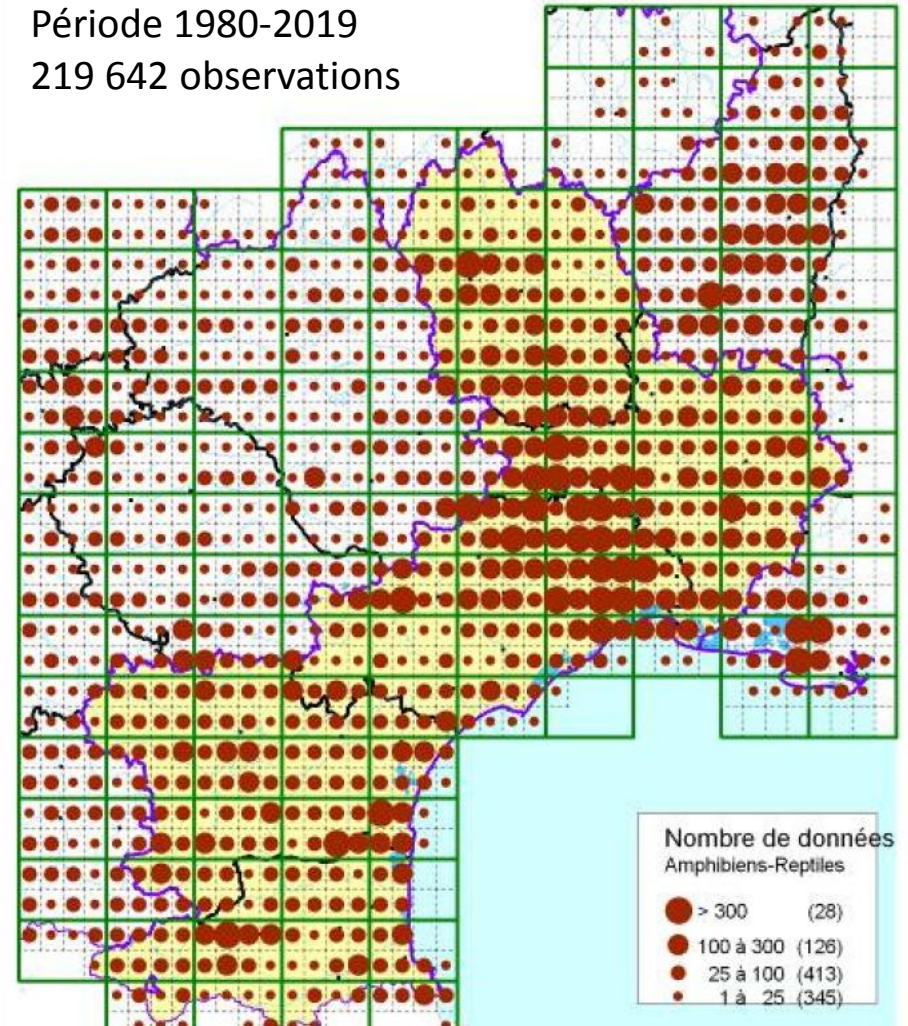 Période 1980-2019
219 642 observations
Nombre de données
Amphibiens-Reptiles
> 300 (28)
100 à 300 (126)
25 à 100 (413)
1 à 25 (345)